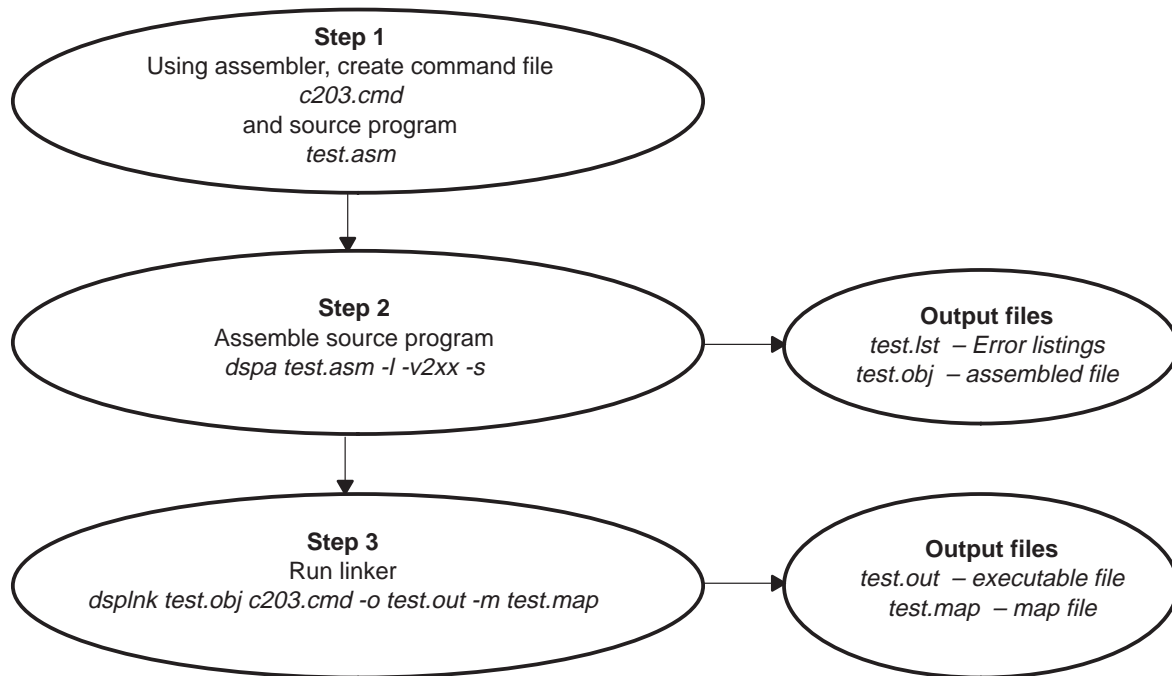 Step 1
Using assembler, create command file
c203.cmd
and source program
test.asm
Step 2
Assemble source program
dspa test.asm -l -v2xx -s
Output files
test.lst – Error listings
test.obj – assembled file
Step 3
Run linker
dsplnk test.obj c203.cmd -o test.out -m test.map
Output files
test.out – executable file
test.map – map file